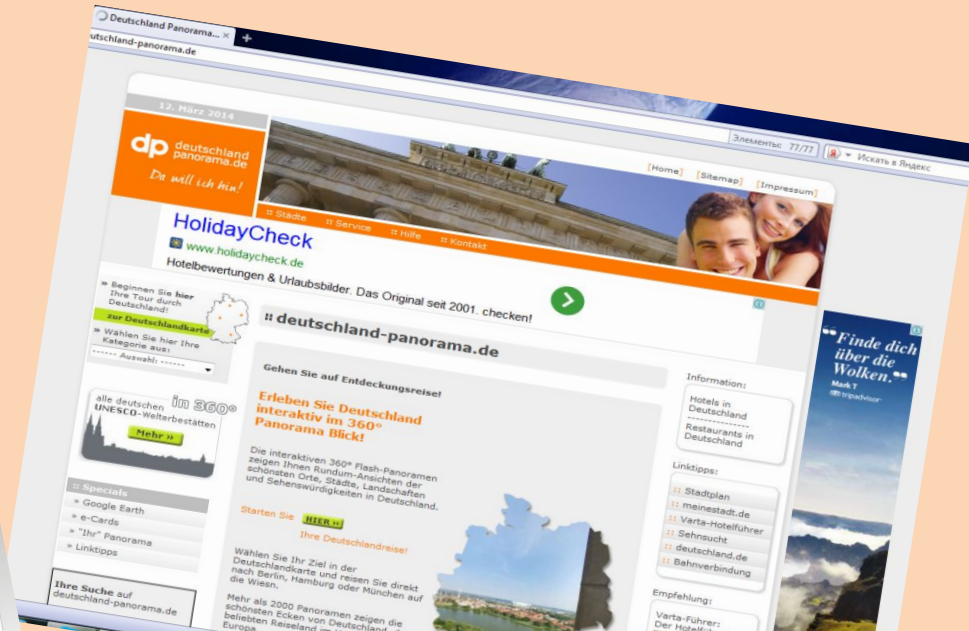 Deutschland Panorama...
utschland-panorama.de
Элементы: 77/77
Искать в Яндекс
12. März 2014
dp deutschland
panorama.de
Da will ich hin!
[Home] [Sitemap] [Impressum]
:: Städte :: Service :: Hilfe :: Kontakt
HolidayCheck
www.holidaycheck.de
Hotelbewertungen & Urlaubsbilder. Das Original seit 2001. checken!
» Beginnen Sie hier
Ihre Tour durch
Deutschland!
zur Deutschlandkarte
» Wählen Sie hier Ihre
Kategorie aus:
------ Auswahl: ------
alle deutschen in 360°
UNESCO-Welterbestätten
Mehr »
:: Specials
» Google Earth
» e-Cards
» "Ihr" Panorama
» Linktipps
Ihre Suche auf
deutschland-panorama.de
:: deutschland-panorama.de
Gehen Sie auf Entdeckungsreise!
Erleben Sie Deutschland
interaktiv im 360°
Panorama Blick!
Die interaktiven 360° Flash-Panoramen
zeigen Ihnen Rundum-Ansichten der
schönsten Orte, Städte, Landschaften
und Sehenswürdigkeiten in Deutschland.
Starten Sie HIER »
Ihre Deutschlandreise!
Wählen Sie Ihr Ziel in der
Deutschlandkarte und reisen Sie direkt
nach Berlin, Hamburg oder München auf
die Wiesn.
Mehr als 2000 Panoramen zeigen die
schönsten Ecken von Deutschland,
beliebten Reiseland im
Europa
Information:
Hotels in
Deutschland
---------------
Restaurants in
Deutschland
Linktipps:
:: Stadtplan
:: meinestadt.de
:: Varta-Hotelführer
:: Sehnsucht
:: deutschland.de
:: Bahnverbindung
Empfehlung:
Varta-Führer:
Der
“Finde dich
über die
Wolken.”
Mark T
tripadvisor